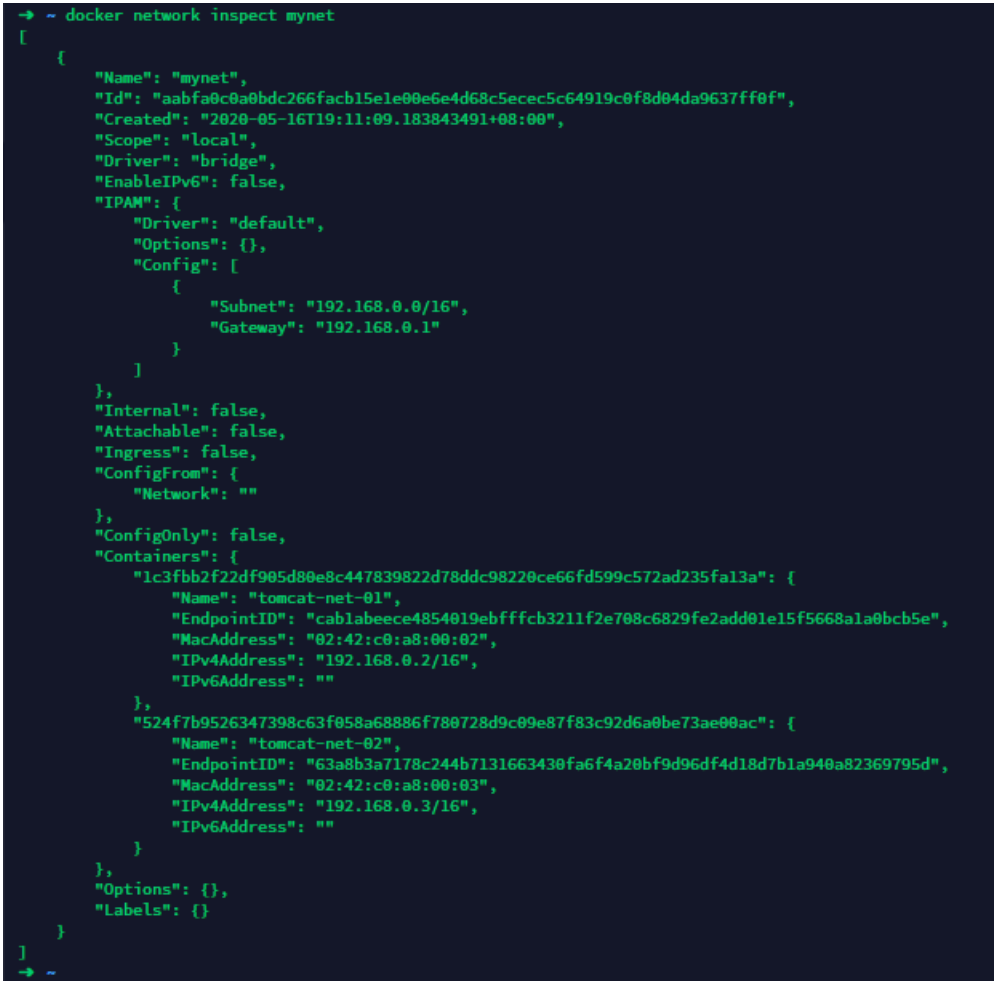 ➜ ~ docker network inspect mynet
[
    {
        "Name": "mynet",
        "Id": "aabfa0c0a0bdc266facb15e1e00e6e4d68c5ecec5c64919c0f8d04da9637ff0f",
        "Created": "2020-05-16T19:11:09.183843491+08:00",
        "Scope": "local",
        "Driver": "bridge",
        "EnableIPv6": false,
        "IPAM": {
            "Driver": "default",
            "Options": {},
            "Config": [
                {
                    "Subnet": "192.168.0.0/16",
                    "Gateway": "192.168.0.1"
                }
            ]
        },
        "Internal": false,
        "Attachable": false,
        "Ingress": false,
        "ConfigFrom": {
            "Network": ""
        },
        "ConfigOnly": false,
        "Containers": {
            "1c3fbb2f22df905d80e8c447839822d78ddc98220ce66fd599c572ad235fa13a": {
                "Name": "tomcat-net-01",
                "EndpointID": "cab1abeece4854019ebfffcb3211f2e708c6829fe2add01e15f5668a1a0bcb5e",
                "MacAddress": "02:42:c0:a8:00:02",
                "IPv4Address": "192.168.0.2/16",
                "IPv6Address": ""
            },
            "524f7b9526347398c63f058a68886f780728d9c09e87f83c92d6a0be73ae00ac": {
                "Name": "tomcat-net-02",
                "EndpointID": "63a8b3a7178c244b7131663430fa6f4a20bf9d96df4d18d7b1a940a82369795d",
                "MacAddress": "02:42:c0:a8:00:03",
                "IPv4Address": "192.168.0.3/16",
                "IPv6Address": ""
            }
        },
        "Options": {},
        "Labels": {}
    }
]
➜ ~